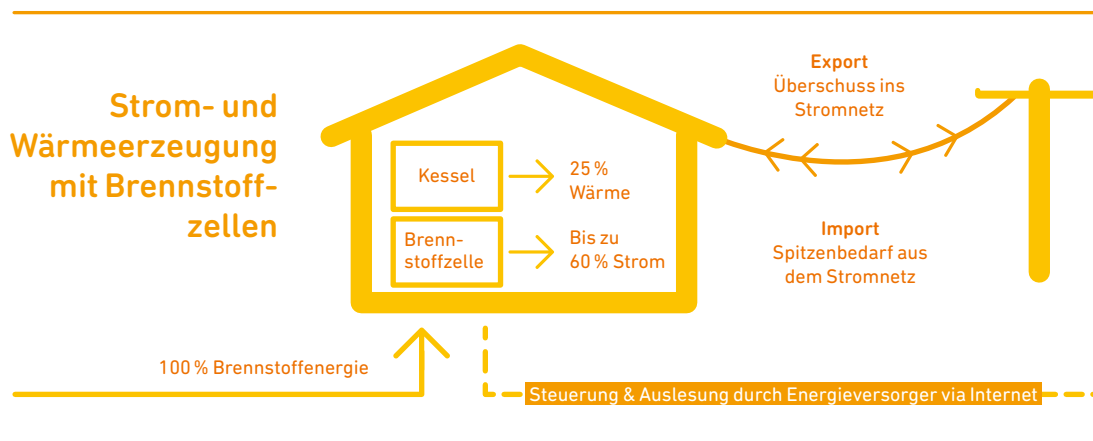 Strom- und
Wärmeerzeugung
mit Brennstoff-
zellen
Kessel
25 %
Wärme
Brenn-
stoffzelle
Bis zu
60 % Strom
Export
Überschuss ins
Stromnetz
Import
Spitzenbedarf aus
dem Stromnetz
100 % Brennstoffenergie
Steuerung & Auslesung durch Energieversorger via Internet